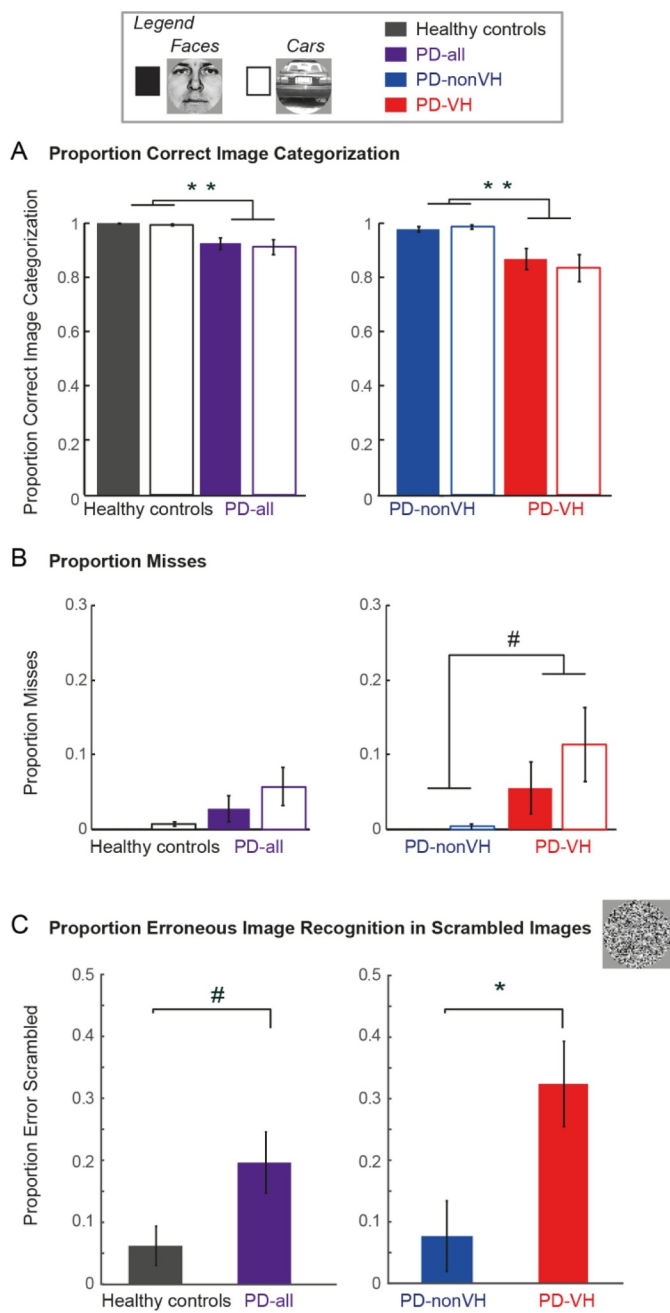 Legend
Faces
Cars
Healthy controls
PD-all
PD-nonVH
PD-VH
A Proportion Correct Image Categorization
Proportion Correct Image Categorization
* *
1
0.8
0.6
0.4
0.2
0
Healthy controls PD-all
* *
1
0.8
0.6
0.4
0.2
0
PD-nonVH PD-VH
B Proportion Misses
Proportion Misses
0.3
0.2
0.1
0
Healthy controls PD-all
#
0.3
0.2
0.1
0
PD-nonVH PD-VH
C Proportion Erroneous Image Recognition in Scrambled Images
Proportion Error Scrambled
#
0.5
0.4
0.3
0.2
0.1
0
Healthy controls PD-all
*
0.5
0.4
0.3
0.2
0.1
0
PD-nonVH PD-VH